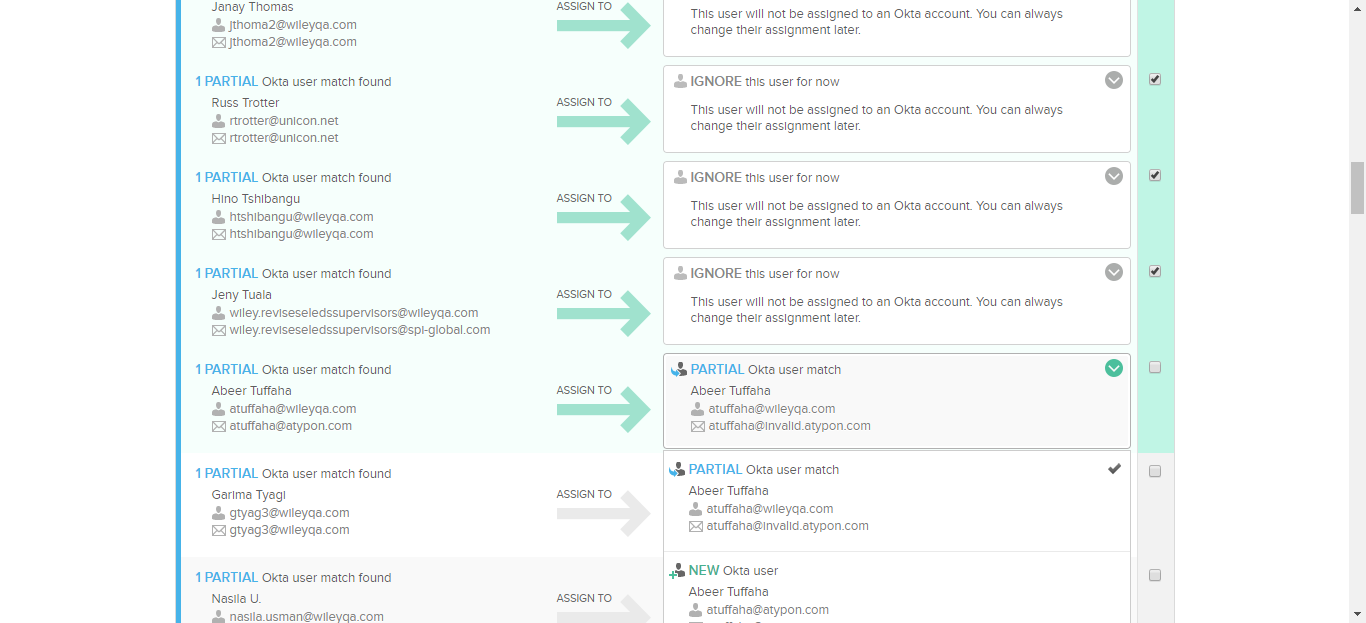 Janay Thomas
jthoma2@wileyqa.com
jthoma2@wileyqa.com
ASSIGN TO
This user will not be assigned to an Okta account. You can always
change their assignment later.
1 PARTIAL Okta user match found
Russ Trotter
rtrotter@unicon.net
rtrotter@unicon.net
ASSIGN TO
IGNORE this user for now
This user will not be assigned to an Okta account. You can always
change their assignment later.
1 PARTIAL Okta user match found
Hino Tshibangu
htshibangu@wileyqa.com
htshibangu@wileyqa.com
ASSIGN TO
IGNORE this user for now
This user will not be assigned to an Okta account. You can always
change their assignment later.
1 PARTIAL Okta user match found
Jeny Tuala
wiley.reviseseledssupervisors@wileyqa.com
wiley.reviseseledssupervisors@spi-global.com
ASSIGN TO
IGNORE this user for now
This user will not be assigned to an Okta account. You can always
change their assignment later.
1 PARTIAL Okta user match found
Abeer Tuffaha
atuffaha@wileyqa.com
atuffaha@atypon.com
ASSIGN TO
PARTIAL Okta user match
Abeer Tuffaha
atuffaha@wileyqa.com
atuffaha@invalid.atypon.com
1 PARTIAL Okta user match found
Garima Tyagi
gtyag3@wileyqa.com
gtyag3@wileyqa.com
ASSIGN TO
PARTIAL Okta user match
Abeer Tuffaha
atuffaha@wileyqa.com
atuffaha@invalid.atypon.com
1 PARTIAL Okta user match found
Nasila U.
nasila.usman@wileyqa.com
ASSIGN TO
NEW Okta user
Abeer Tuffaha
atuffaha@atypon.com